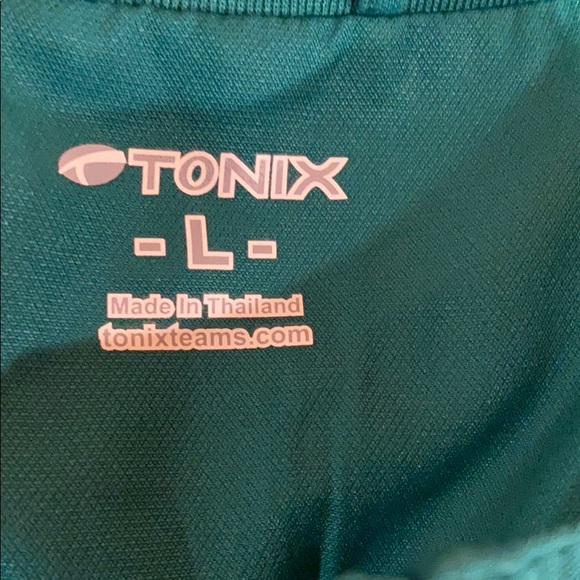 TONIX
- L -
Made In Thailand
tonixteams.com